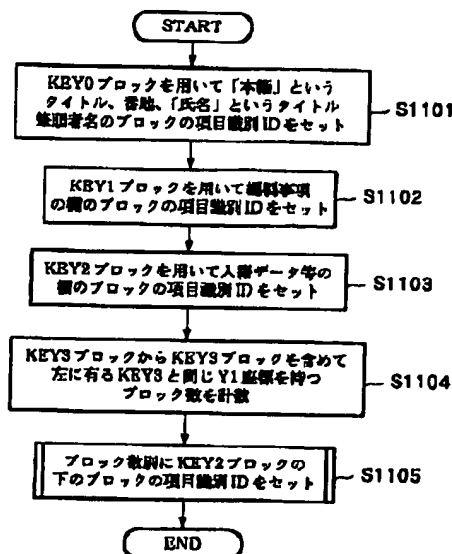 START
KEY0ブロックを用いて「本籍」という
タイトル、番地、「氏名」というタイトル
筆頭者名のブロックの項目識別IDをセット
S1101
KEY1ブロックを用いて事項
の欄のブロックの項目識別IDをセット
S1102
KEY2ブロックを用いて入籍データ等の
欄のブロックの項目識別IDをセット
S1103
KEY3ブロックからKEY3ブロックを含めて
左に有るKEY3と同じY1座標を持つ
ブロック数を計数
S1104
ブロック数別にKEY2ブロックの
下のブロックの項目識別IDをセット
S1105
END